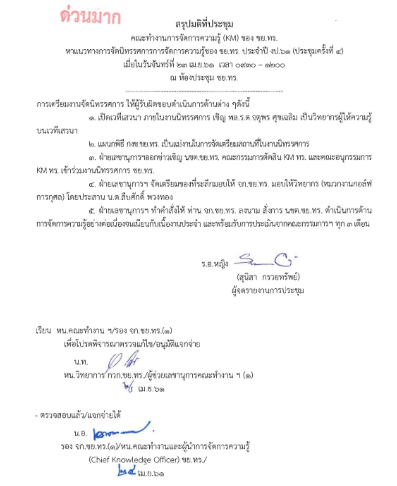 ด่วนมาก
สรุปมติที่ประชุม
คณะทำงานการจัดการความรู้ (KM) ของ ขย.ทร.
หาแนวทางการจัดนิทรรศการการจัดการความรู้ของ ขย.ทร. ประจำปี งป.๖๑ (ประชุมครั้งที่ ๔)
เมื่อวันจันทร์ที่ ๒๓ เม.ย.๖๑ เวลา ๐๙๓๐ – ๑๒๐๐
ณ ห้องประชุม ขย.ทร.
การเตรียมงานจัดนิทรรศการ ให้ผู้รับผิดชอบดำเนินการด้านต่าง ๆดังนี้
๑. เปิดเวทีเสวนา ภายในงานนิทรรศการ เชิญ พล.ร.ต.จตุพร ศุขเฉลิม เป็นวิทยากรผู้ให้ความรู้
บนเวทีเสวนา
๒. แผนกพิธี กงข.ขย.ทร. เป็นแม่งานในการจัดเตรียมสถานที่ในงานนิทรรศการ
๓. ฝ่ายเลขานุการฯออกข่าวเชิญ นขต.ขย.ทร. คณะกรรมการตัดสิน KM ทร. และคณะอนุกรรมการ
KM ทร. เข้าร่วมงานนิทรรศการ ขย.ทร.
๔. ฝ่ายเลขานุการฯ จัดเตรียมของที่ระลึกมอบให้ จก.ขย.ทร. มอบให้วิทยากร (หมวกงานกอล์ฟ
การกุศล) โดยประสาน น.ต.สืบศักดิ์ พวงทอง
๕. ฝ่ายเลขานุการฯ ทำคำสั่งให้ ท่าน จก.ขย.ทร. ลงนาม สั่งการ นขต.ขย.ทร. ดำเนินการด้าน
การจัดการความรู้อย่างต่อเนื่องจนเนียนกับเนื้องานประจำ และพร้อมรับการประเมินจากคณะกรรมการฯ ทุก ๓ เดือน
ร.อ.หญิง
(สุนิสา กรวยทรัพย์)
ผู้จดรายงานการประชุม
เรียน หน.คณะทำงาน ฯ/รอง จก.ขย.ทร.(๑)
เพื่อโปรดพิจารณาตรวจแก้ไข/อนุมัติแจกจ่าย
น.ท.
หน.วิทยาการ กวก.ขย.ทร./ผู้ช่วยเลขานุการคณะทำงาน ฯ (๑)
เม.ย.๖๑
- ตรวจสอบแล้ว/แจกจ่ายได้
น.อ.
รอง จก.ขย.ทร.(๑)/หน.คณะทำงานและผู้นำการจัดการความรู้
(Chief Knowledge Officer) ขย.ทร./
เม.ย.๖๑